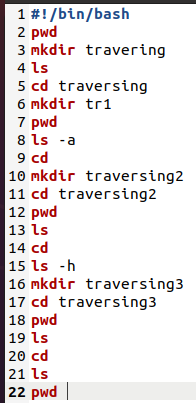 1 #!/bin/bash
2 pwd
3 mkdir travering
4 ls
5 cd traversing
6 mkdir tr1
7 pwd
8 ls -a
9 cd
10 mkdir traversing2
11 cd traversing2
12 pwd
13 ls
14 cd
15 ls -h
16 mkdir traversing3
17 cd traversing3
18 pwd
19 ls
20 cd
21 ls
22 pwd